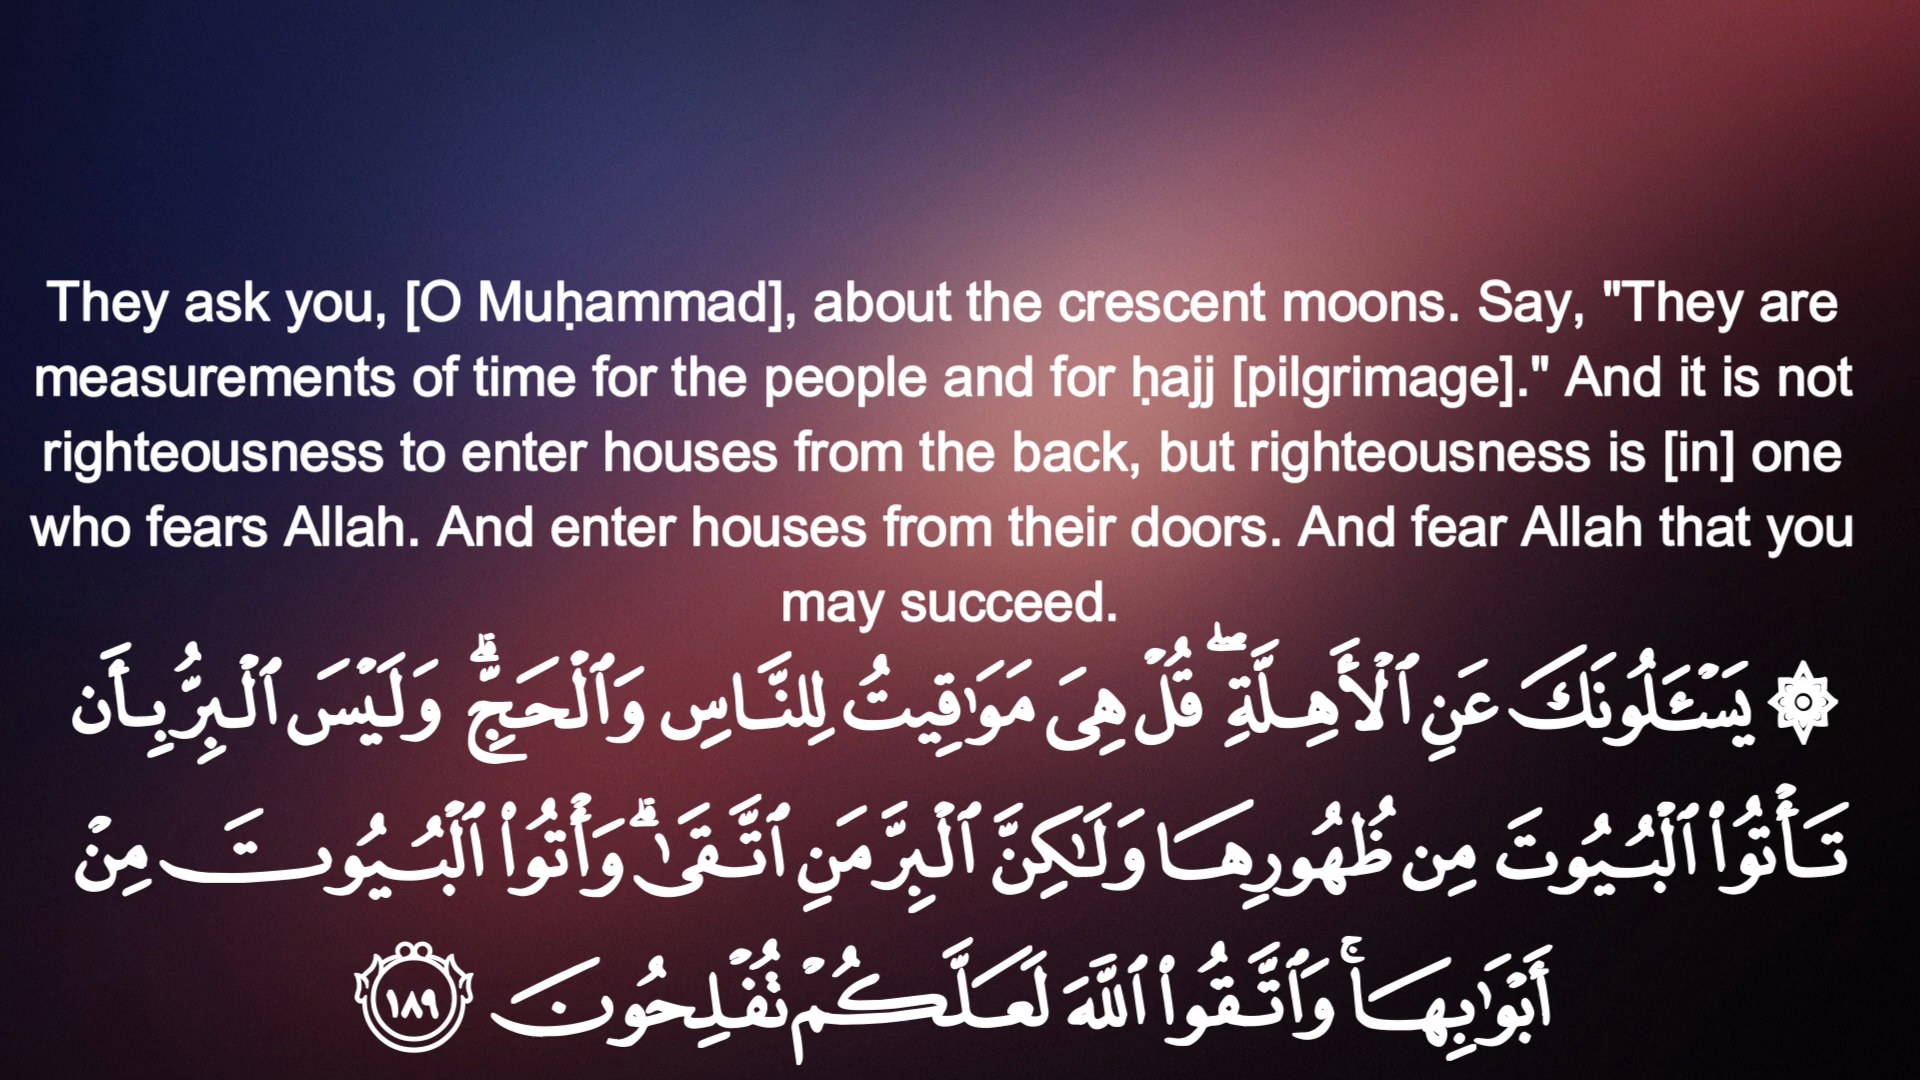 They ask you, [O Muḥammad], about the crescent moons. Say, "They are
measurements of time for the people and for ḥajj [pilgrimage]." And it is not
righteousness to enter houses from the back, but righteousness is [in] one
who fears Allah. And enter houses from their doors. And fear Allah that you
may succeed.
۞ يَسْـَٔلُونَكَ عَنِ ٱلْأَهِلَّةِ ۖ قُلْ هِىَ مَوَٰقِيتُ لِلنَّاسِ وَٱلْحَجِّ ۗ وَلَيْسَ ٱلْبِرُّ بِأَن
تَأْتُوا۟ ٱلْبُيُوتَ مِن ظُهُورِهَا وَلَـٰكِنَّ ٱلْبِرَّ مَنِ ٱتَّقَىٰ ۗ وَأْتُوا۟ ٱلْبُيُوتَ مِنْ
أَبْوَٰبِهَا ۚ وَٱتَّقُوا۟ ٱللَّهَ لَعَلَّكُمْ تُفْلِحُونَ ١٨٩